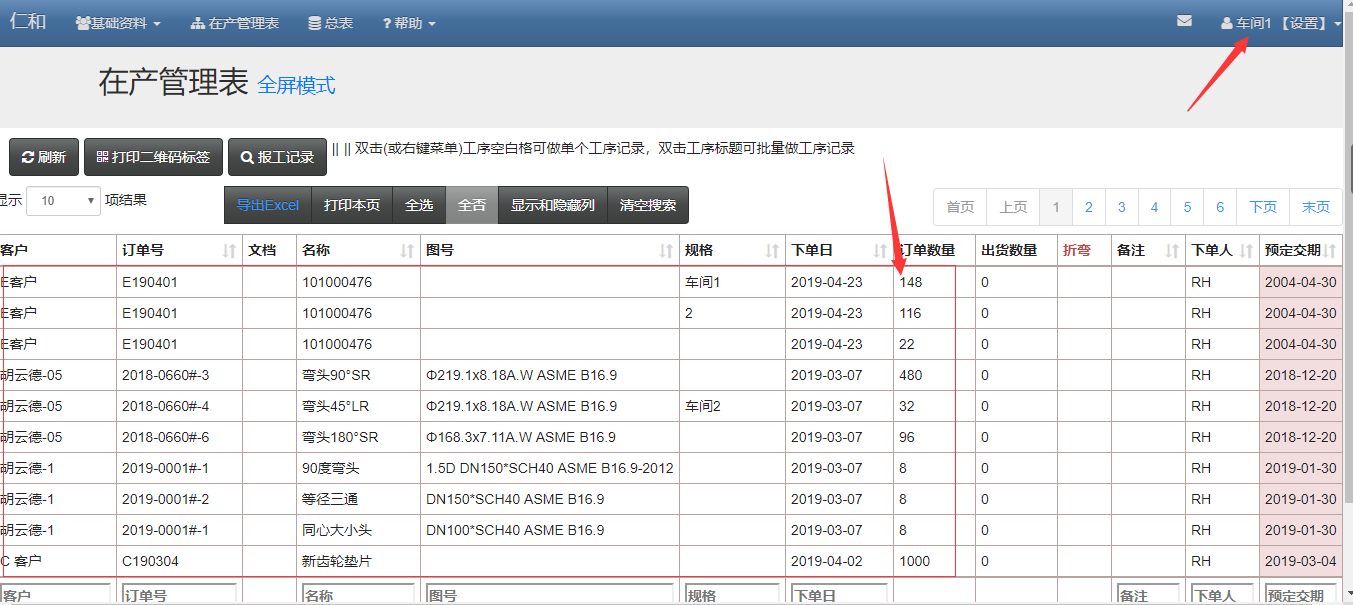 仁和 基础资料 在产管理表 总表 ? 帮助 车间1 【设置】
在产管理表 全屏模式
刷新 打印二维码标签 报工记录 || || 双击(或右键菜单)工序空白格可做单个工序记录，双击工序标题可批量做工序记录
显示 10 项结果 导出Excel 打印本页 全选 全否 显示和隐藏列 清空搜索 首页 上页 1 2 3 4 5 6 下页 末页
客户 订单号 文档 名称 图号 规格 下单日 订单数量 出货数量 折弯 备注 下单人 预定交期
E客户 E190401 101000476 车间1 2019-04-23 148 0 RH 2004-04-30
E客户 E190401 101000476 2 2019-04-23 116 0 RH 2004-04-30
E客户 E190401 101000476 2019-04-23 22 0 RH 2004-04-30
胡云德-05 2018-0660#-3 弯头90°SR Φ219.1x8.18A.W ASME B16.9 2019-03-07 480 0 RH 2018-12-20
胡云德-05 2018-0660#-4 弯头45°LR Φ219.1x8.18A.W ASME B16.9 车间2 2019-03-07 32 0 RH 2018-12-20
胡云德-05 2018-0660#-6 弯头180°SR Φ168.3x7.11A.W ASME B16.9 2019-03-07 96 0 RH 2018-12-20
胡云德-1 2019-0001#-1 90度弯头 1.5D DN150*SCH40 ASME B16.9-2012 2019-03-07 8 0 RH 2019-01-30
胡云德-1 2019-0001#-2 等径三通 DN150*SCH40 ASME B16.9 2019-03-07 8 0 RH 2019-01-30
胡云德-1 2019-0001#-1 同心大小头 DN100*SCH40 ASME B16.9 2019-03-07 8 0 RH 2019-01-30
C 客户 C190304 新齿轮垫片 2019-04-02 1000 0 RH 2019-03-04
客户 订单号 名称 图号 规格 下单日 备注 下单人 预定交期